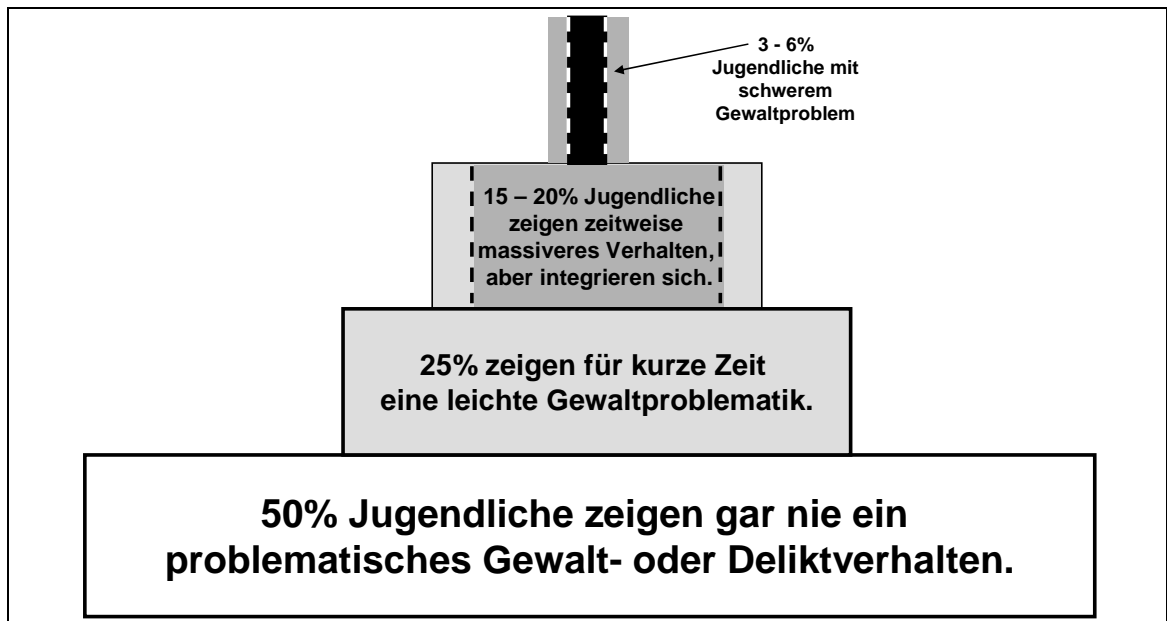 3 - 6%
Jugendliche mit
schwerem
Gewaltproblem
15 – 20% Jugendliche
zeigen zeitweise
massiveres Verhalten,
aber integrieren sich.
25% zeigen für kurze Zeit
eine leichte Gewaltproblematik.
50% Jugendliche zeigen gar nie ein
problematisches Gewalt- oder Deliktverhalten.